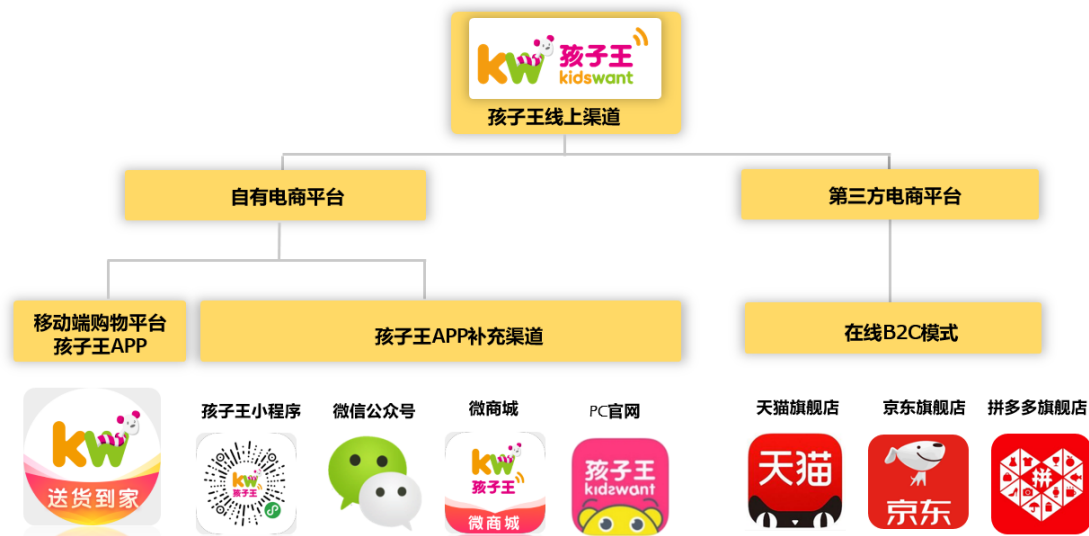 kw 孩子王
kidswant
孩子王线上渠道
自有电商平台
第三方电商平台
移动端购物平台
孩子王APP
孩子王APP补充渠道
在线B2C模式
孩子王小程序
微信公众号
微商城
PC官网
天猫旗舰店
京东旗舰店
拼多多旗舰店
kw
送货到家
kw
孩子王
kw
孩子王
微商城
孩子王
kidswant
天猫
京东
拼